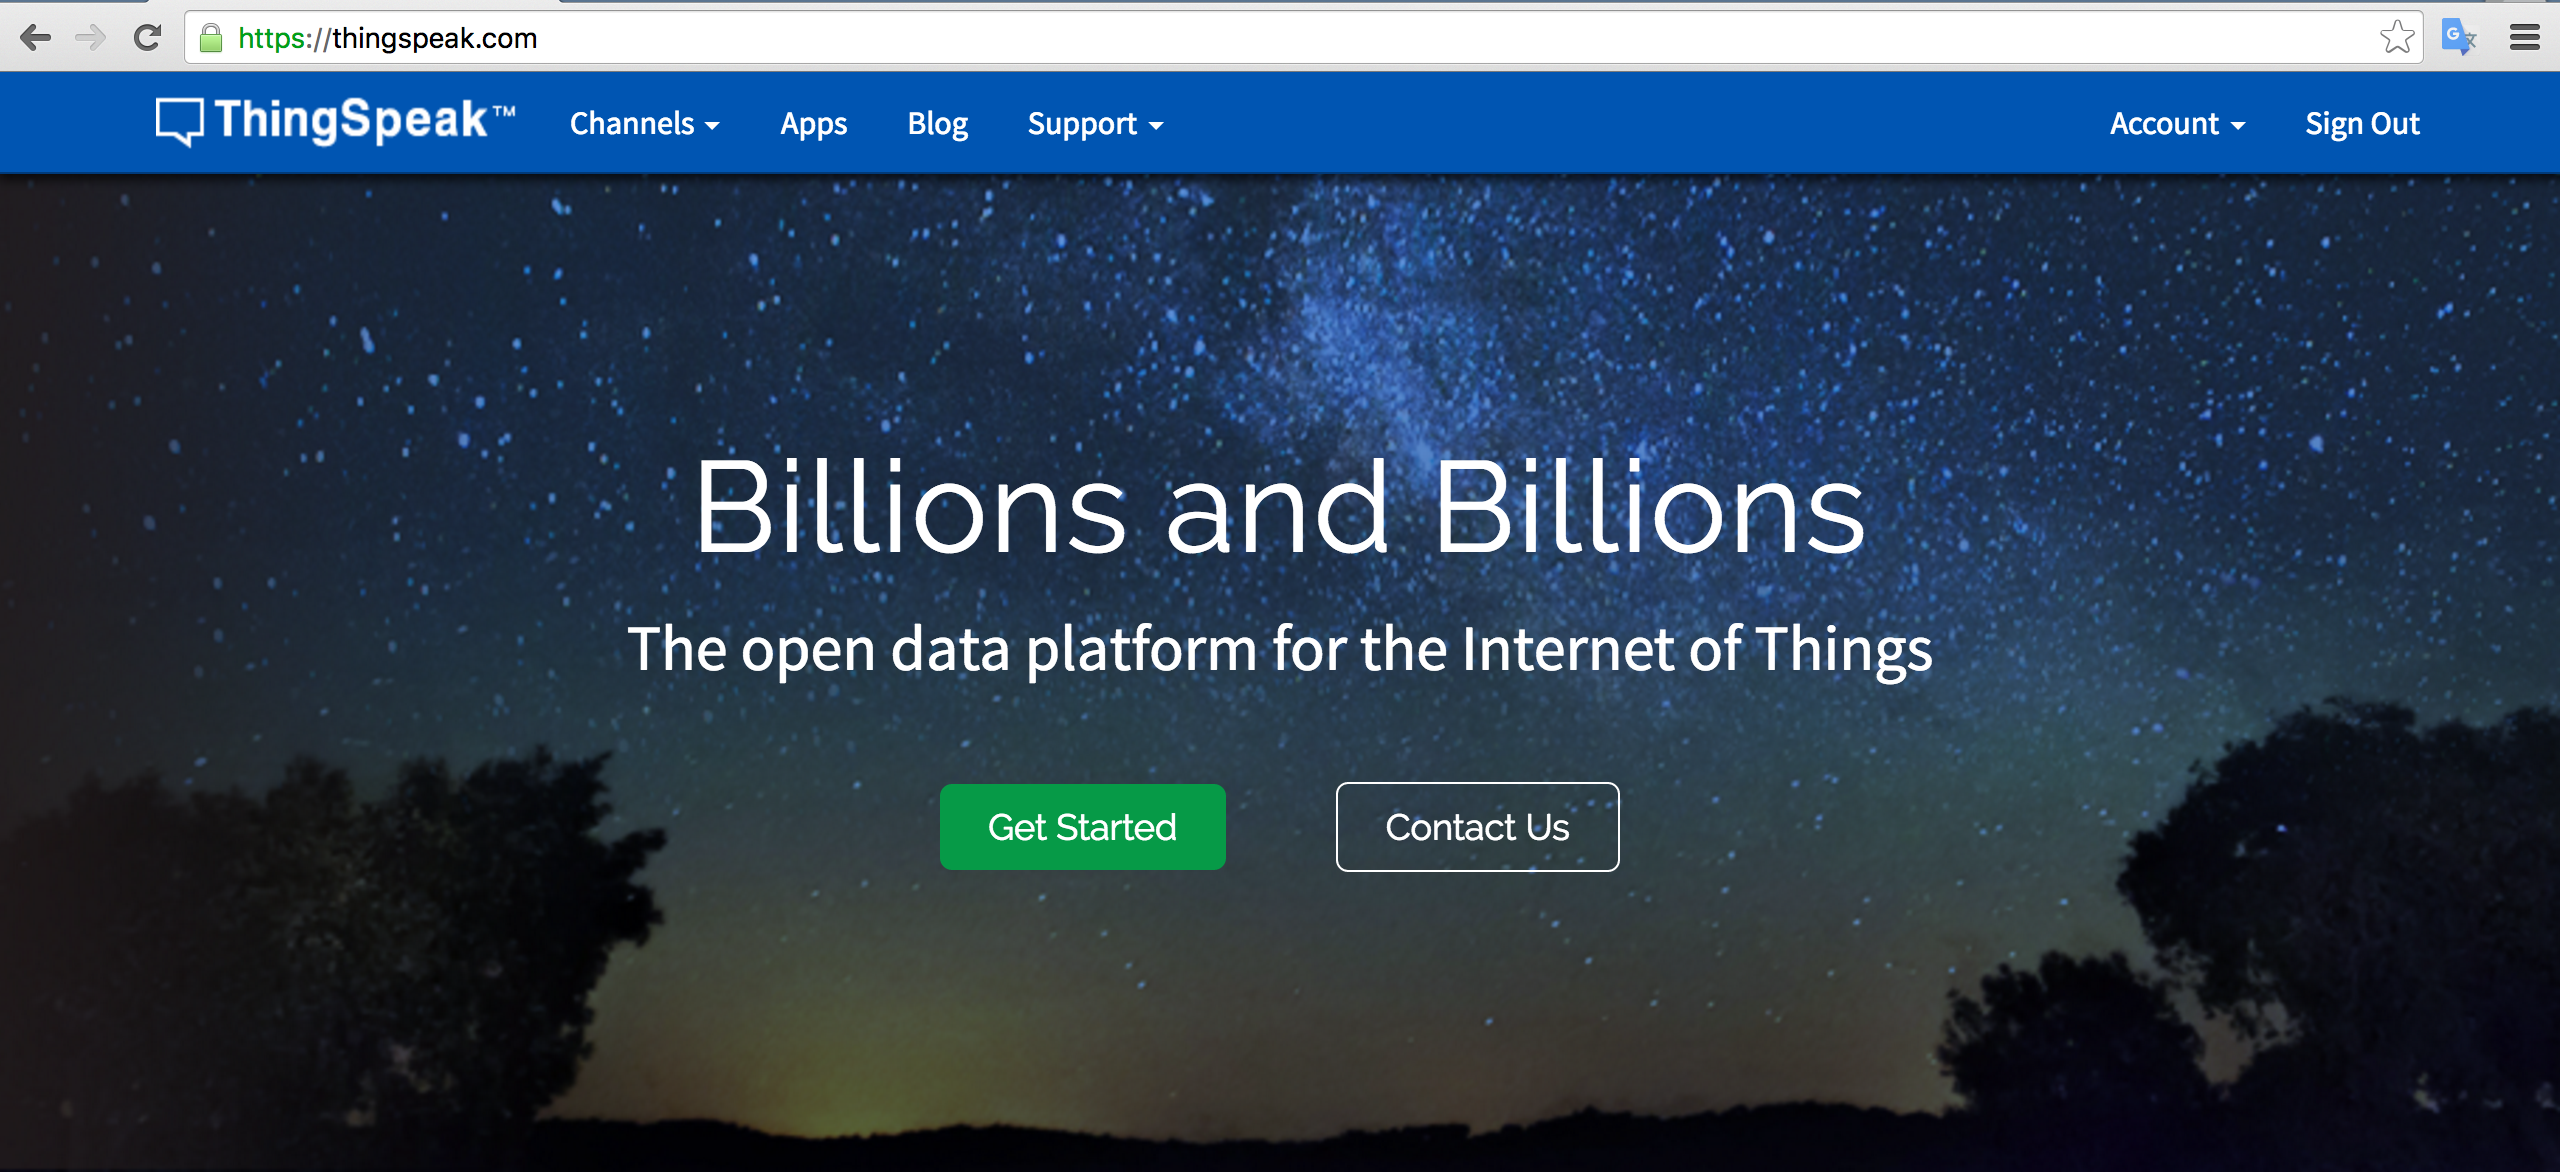 https://thingspeak.com
ThingSpeak™ Channels Apps Blog Support Account Sign Out
Billions and Billions
The open data platform for the Internet of Things
Get Started Contact Us